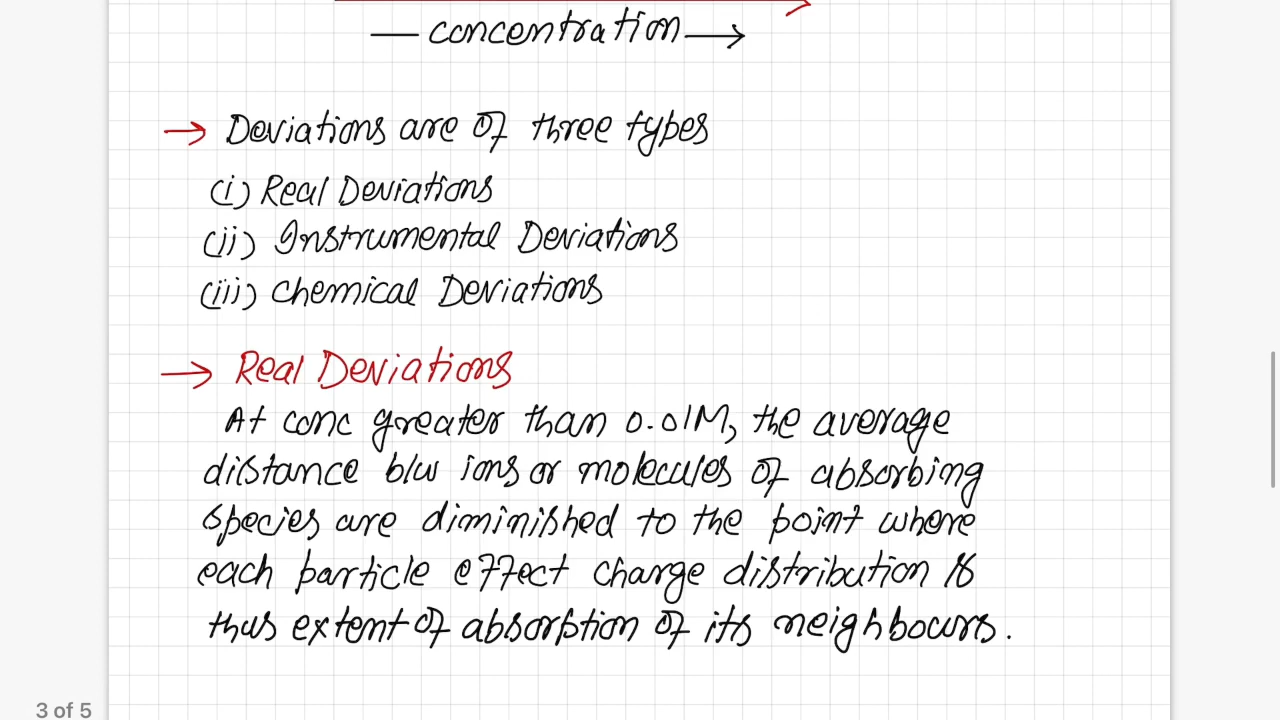 — concentration →
→ Deviations are of three types
(i) Real Deviations
(ii) Instrumental Deviations
(iii) Chemical Deviations
→ Real Deviations
At conc greater than 0.01M, the average
distance b/w ions or molecules of absorbing
species are diminished to the point where
each particle effect charge distribution &
thus extent of absorption of its neighbours.
3 of 5